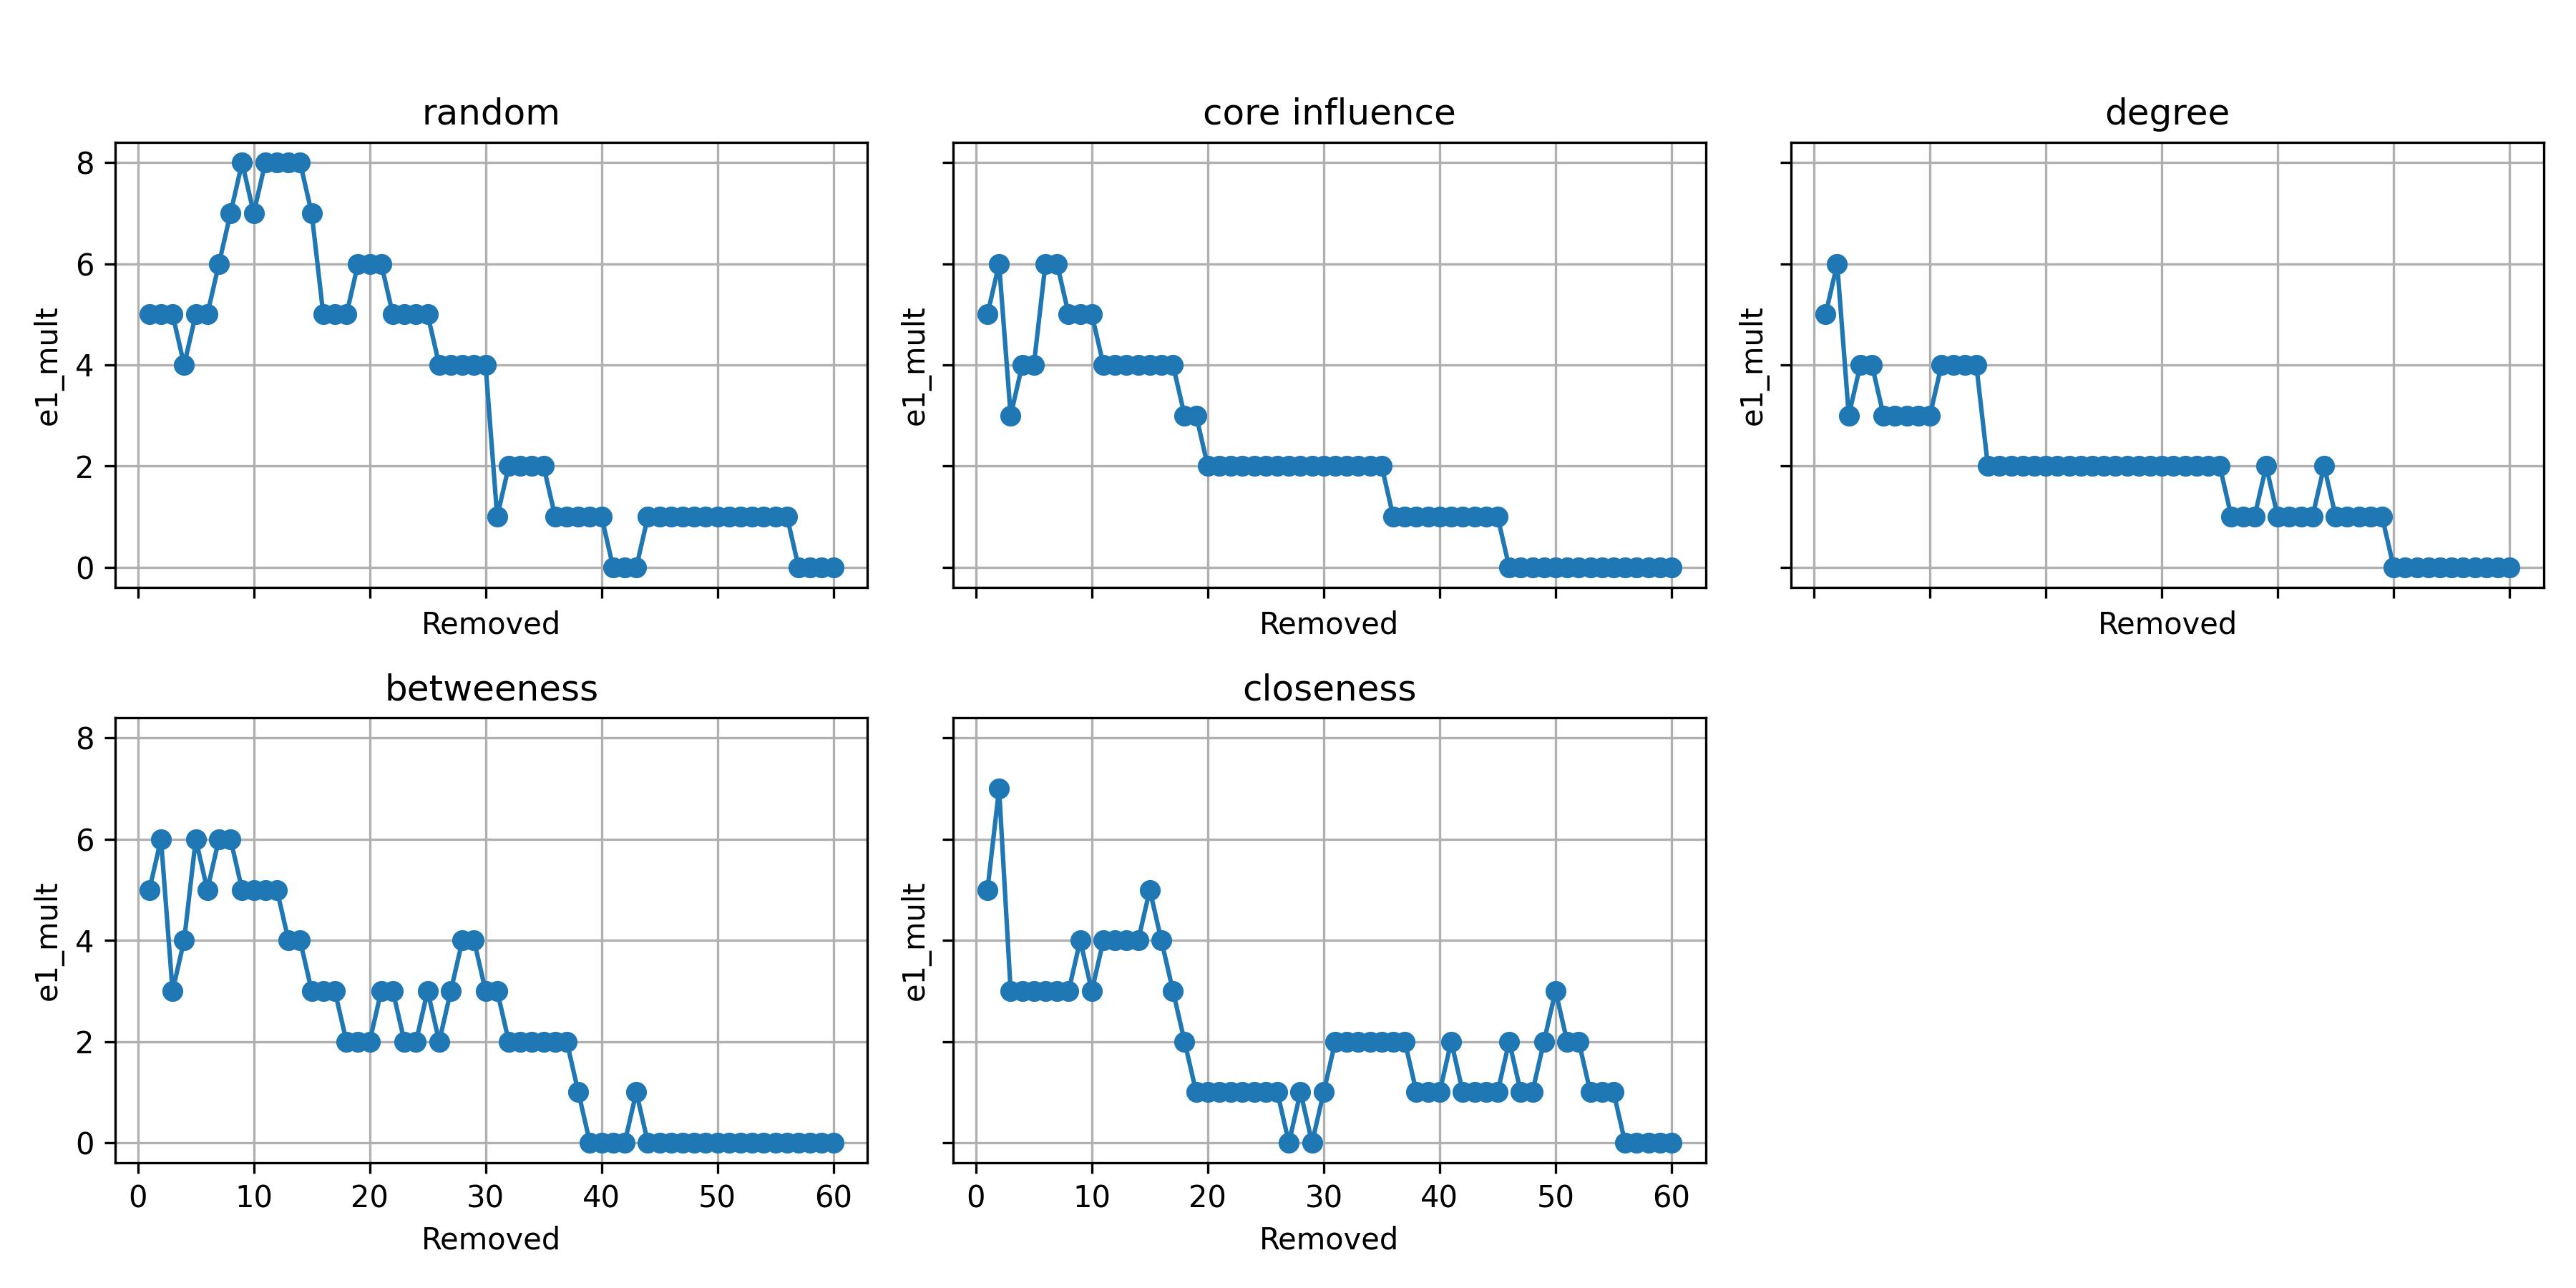 random
core influence
degree
8
6
4
2
0
e1_mult
e1_mult
e1_mult
Removed
Removed
Removed
betweeness
closeness
8
6
4
2
0
e1_mult
e1_mult
0 10 20 30 40 50 60
0 10 20 30 40 50 60
Removed
Removed